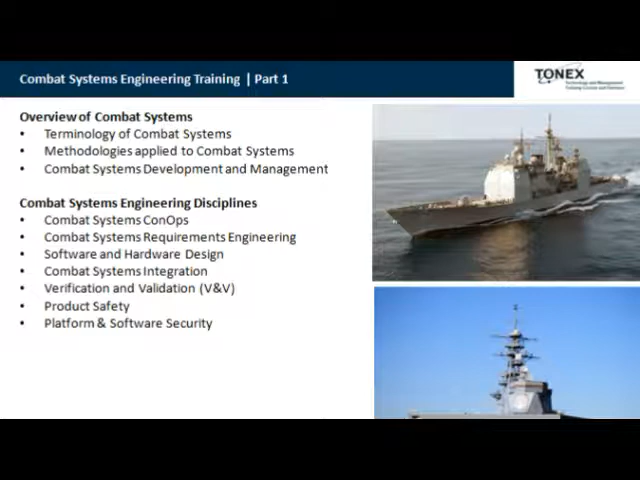 Combat Systems Engineering Training | Part 1
TONEX
Overview of Combat Systems
• Terminology of Combat Systems
• Methodologies applied to Combat Systems
• Combat Systems Development and Management
Combat Systems Engineering Disciplines
• Combat Systems ConOps
• Combat Systems Requirements Engineering
• Software and Hardware Design
• Combat Systems Integration
• Verification and Validation (V&V)
• Product Safety
• Platform & Software Security